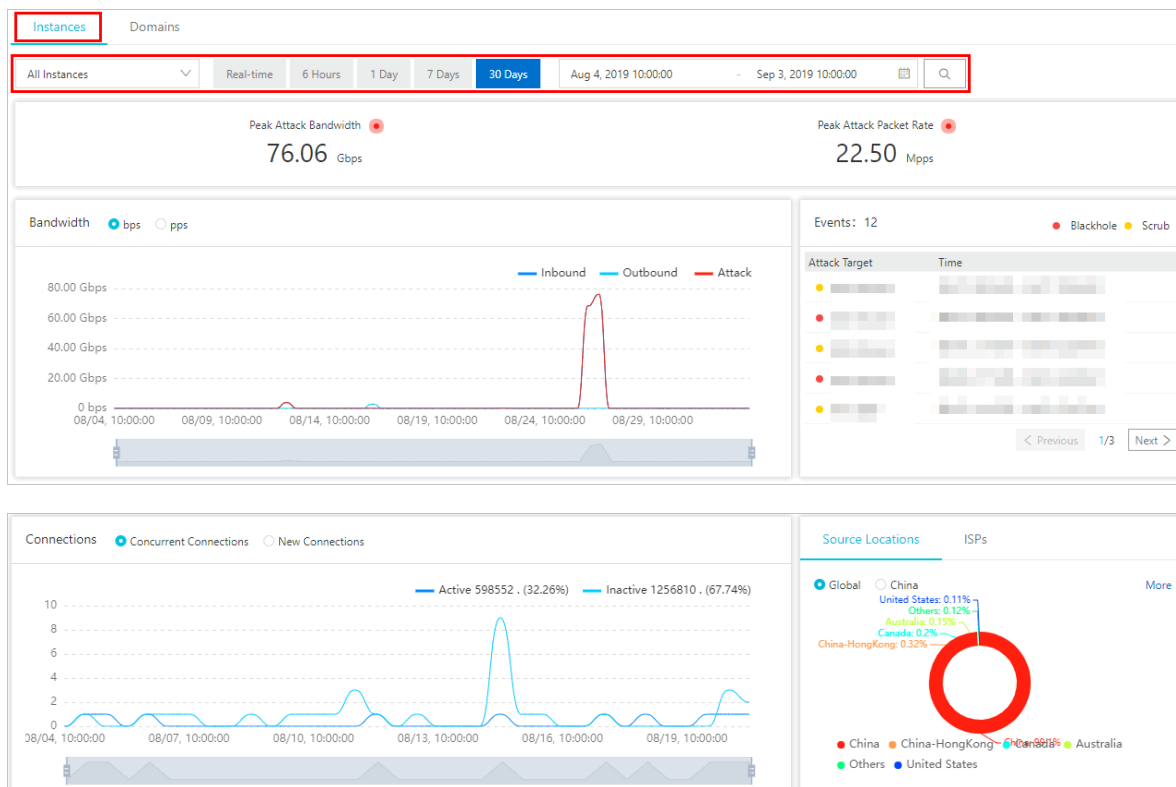 Instances Domains
All Instances Real-time 6 Hours 1 Day 7 Days 30 Days Aug 4, 2019 10:00:00 - Sep 3, 2019 10:00:00
Peak Attack Bandwidth Peak Attack Packet Rate
76.06 Gbps 22.50 Mpps
Bandwidth bps pps
Inbound Outbound Attack
80.00 Gbps
60.00 Gbps
40.00 Gbps
20.00 Gbps
0 bps
08/04, 10:00:00 08/09, 10:00:00 08/14, 10:00:00 08/19, 10:00:00 08/24, 10:00:00 08/29, 10:00:00
Events: 12 Blackhole Scrub
Attack Target Time
< Previous 1/3 Next >
Connections Concurrent Connections New Connections
Active 598552 . (32.26%) Inactive 1256810 . (67.74%)
10
8
6
4
2
0
08/04, 10:00:00 08/07, 10:00:00 08/10, 10:00:00 08/13, 10:00:00 08/16, 10:00:00 08/19, 10:00:00
Source Locations ISPs
Global China More
United States: 0.11%
Others: 0.12%
Australia: 0.15%
Canada: 0.2%
China-HongKong: 0.32%
China: 99.1%
China China-HongKong Canada Australia
Others United States